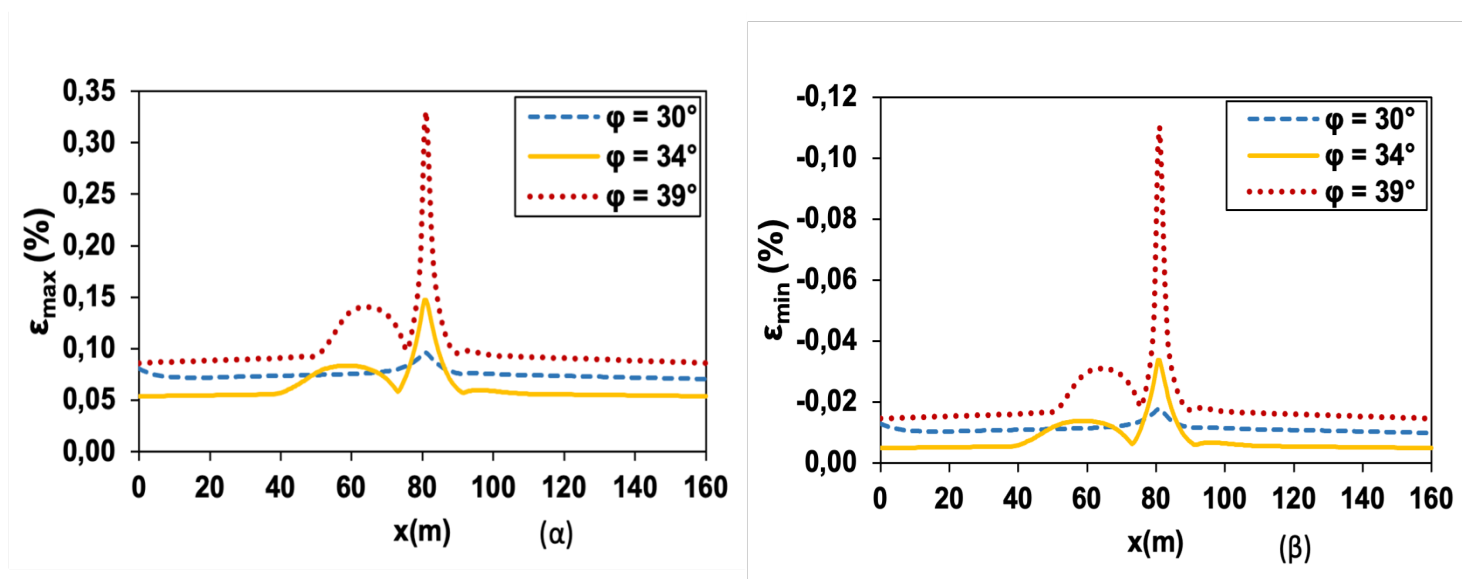 0,35
0,30
0,25
0,20
0,15
0,10
0,05
0,00
εmax (%)
φ = 30°
φ = 34°
φ = 39°
0 20 40 60 80 100 120 140 160
x(m)
(α)
-0,12
-0,10
-0,08
-0,06
-0,04
-0,02
0,00
εmin (%)
φ = 30°
φ = 34°
φ = 39°
0 20 40 60 80 100 120 140 160
x(m)
(β)